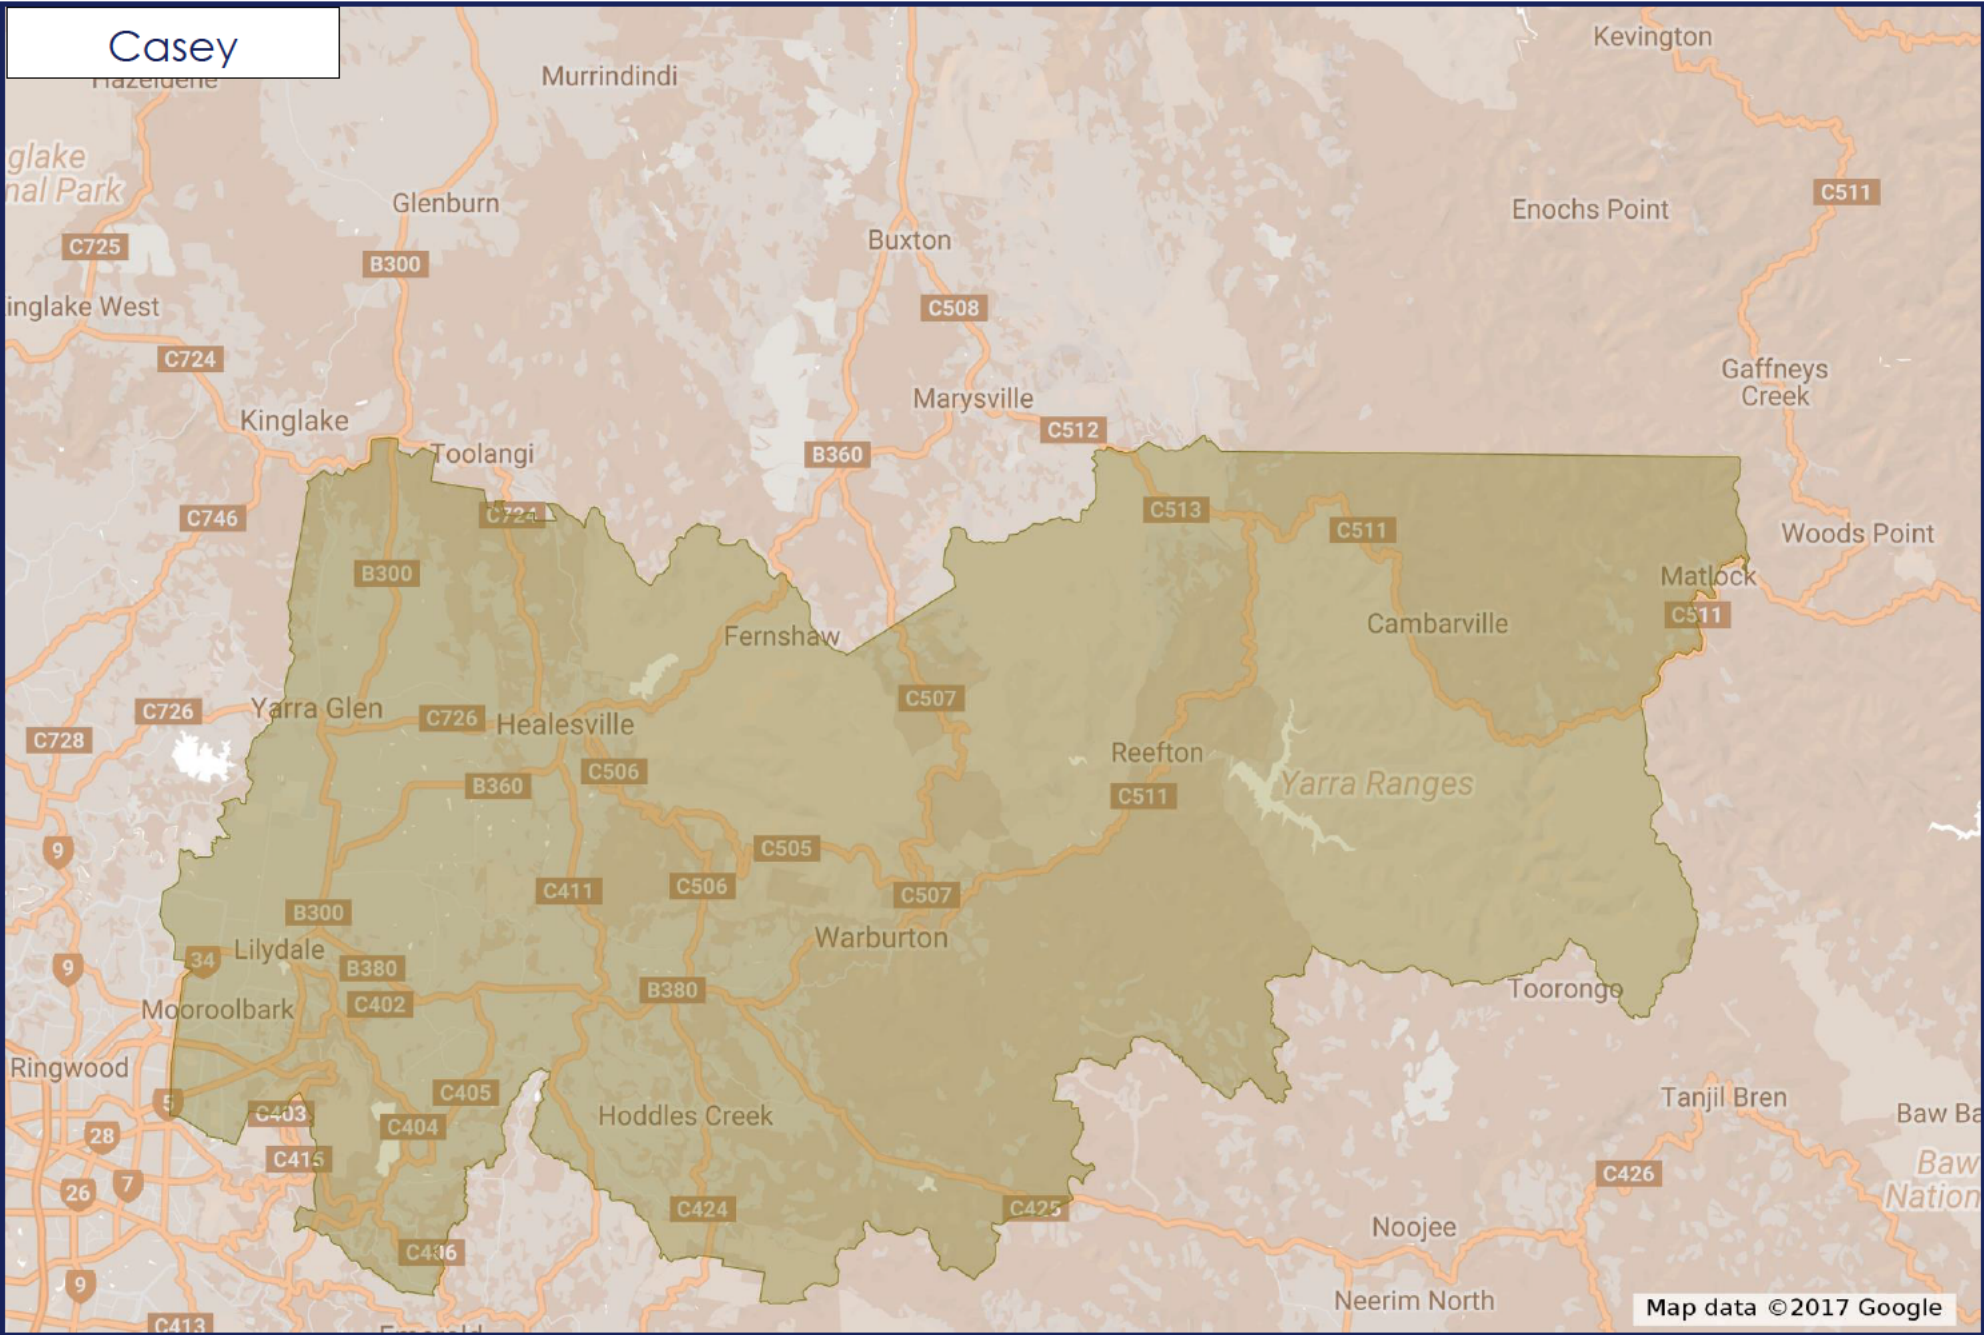 Casey
Hazeldene
Murrindindi
Kevington
glake
nal Park
Glenburn
Enochs Point
C511
Buxton
C725
B300
inglake West
C508
C724
Gaffneys
Creek
Marysville
Kinglake
C512
Toolangi
B360
C746
C724
C513
C511
Woods Point
B300
Matlock
C511
Fernshaw
Cambarville
C726
Yarra Glen
C726
Healesville
C507
C728
Reefton
B360
C506
Yarra Ranges
C511
9
C505
C411
C506
C507
B300
Warburton
34
Lilydale
9
B380
B380
Toorongo
Mooroolbark
C402
Ringwood
C405
Tanjil Bren
5
C403
C404
Hoddles Creek
Baw Ba
28
C415
Baw
Nation
C426
26
7
C424
C425
Noojee
C406
9
Neerim North
Map data ©2017 Google
C413
Emerald